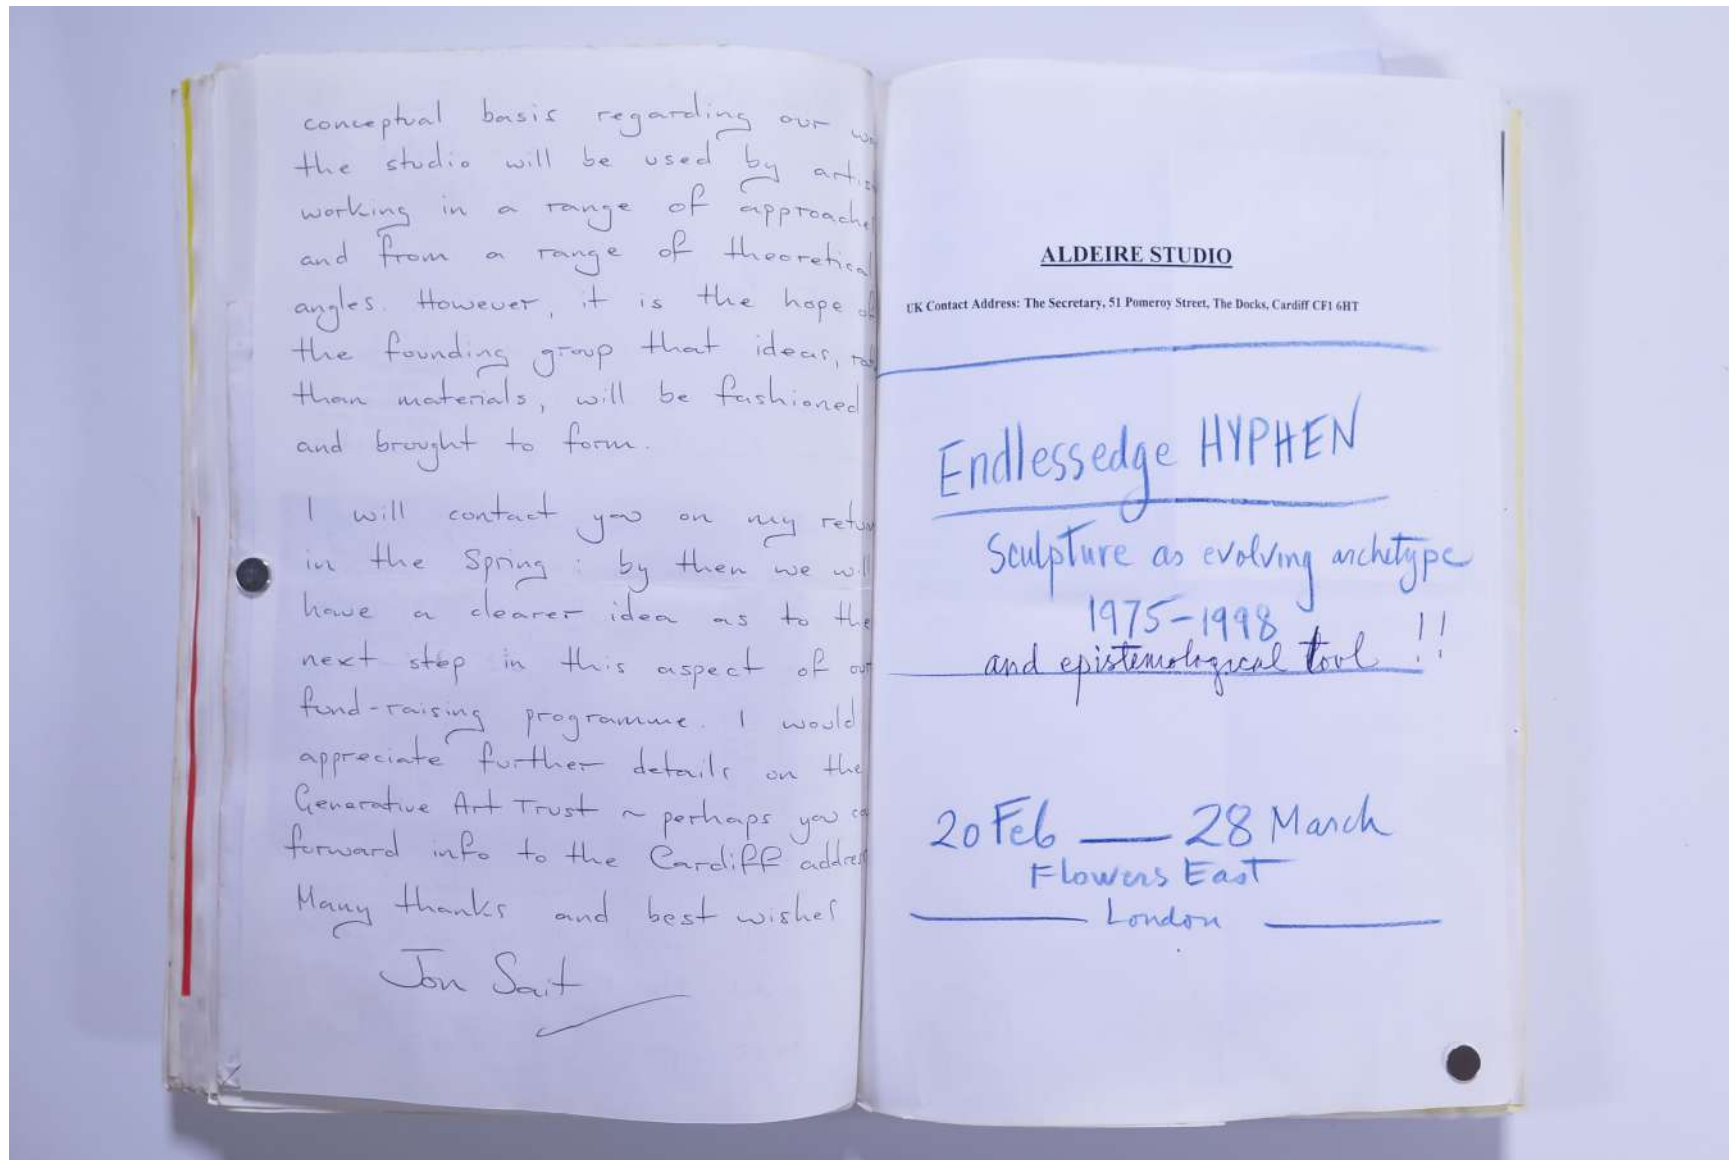 conceptual basis regarding our
the studio will be used by
working in a range of
and from a range of theoretical
angles. However, it is the hope
the founding group that ideas,
than materials, will be fashioned
and brought to form.
I will contact you on my
in the Spring : by then we
have a clearer idea as to the
next step in this aspect of
fund-raising programme. I would
appreciate further details on the
Generative Art Trust ~ perhaps you
forward info to the Cardiff
Many thanks and best wishes
Jon Sait
ALDEIRE STUDIO
UK Contact Address: The Secretary, 51 Pomeroy Street, The Docks, Cardiff CF1 6HT
Endlessedge HYPHEN
Sculpture as evolving archetype
1975-1998
and epistemological tool !!
20 Feb — 28 March
Flowers East
London